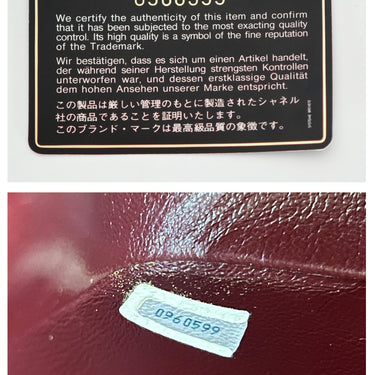 0960599
We certify the authenticity of this item and confirm
that it has been subjected to the most exacting quality
control. Its high quality is a symbol of the fine reputation
of the Trademark.
Wir bestätigen, dass es sich um einen Artikel handelt,
der während seiner Herstellung strengsten Kontrollen
unterworfen war, und dessen erstklassige Qualität
dem hohen Ansehen unserer Marke entspricht.
この製品は厳しい管理のもとに製造されたシャネル
社の商品であることを証明いたします。
このブランド・マークは最高級品質の象徴です。
0960599